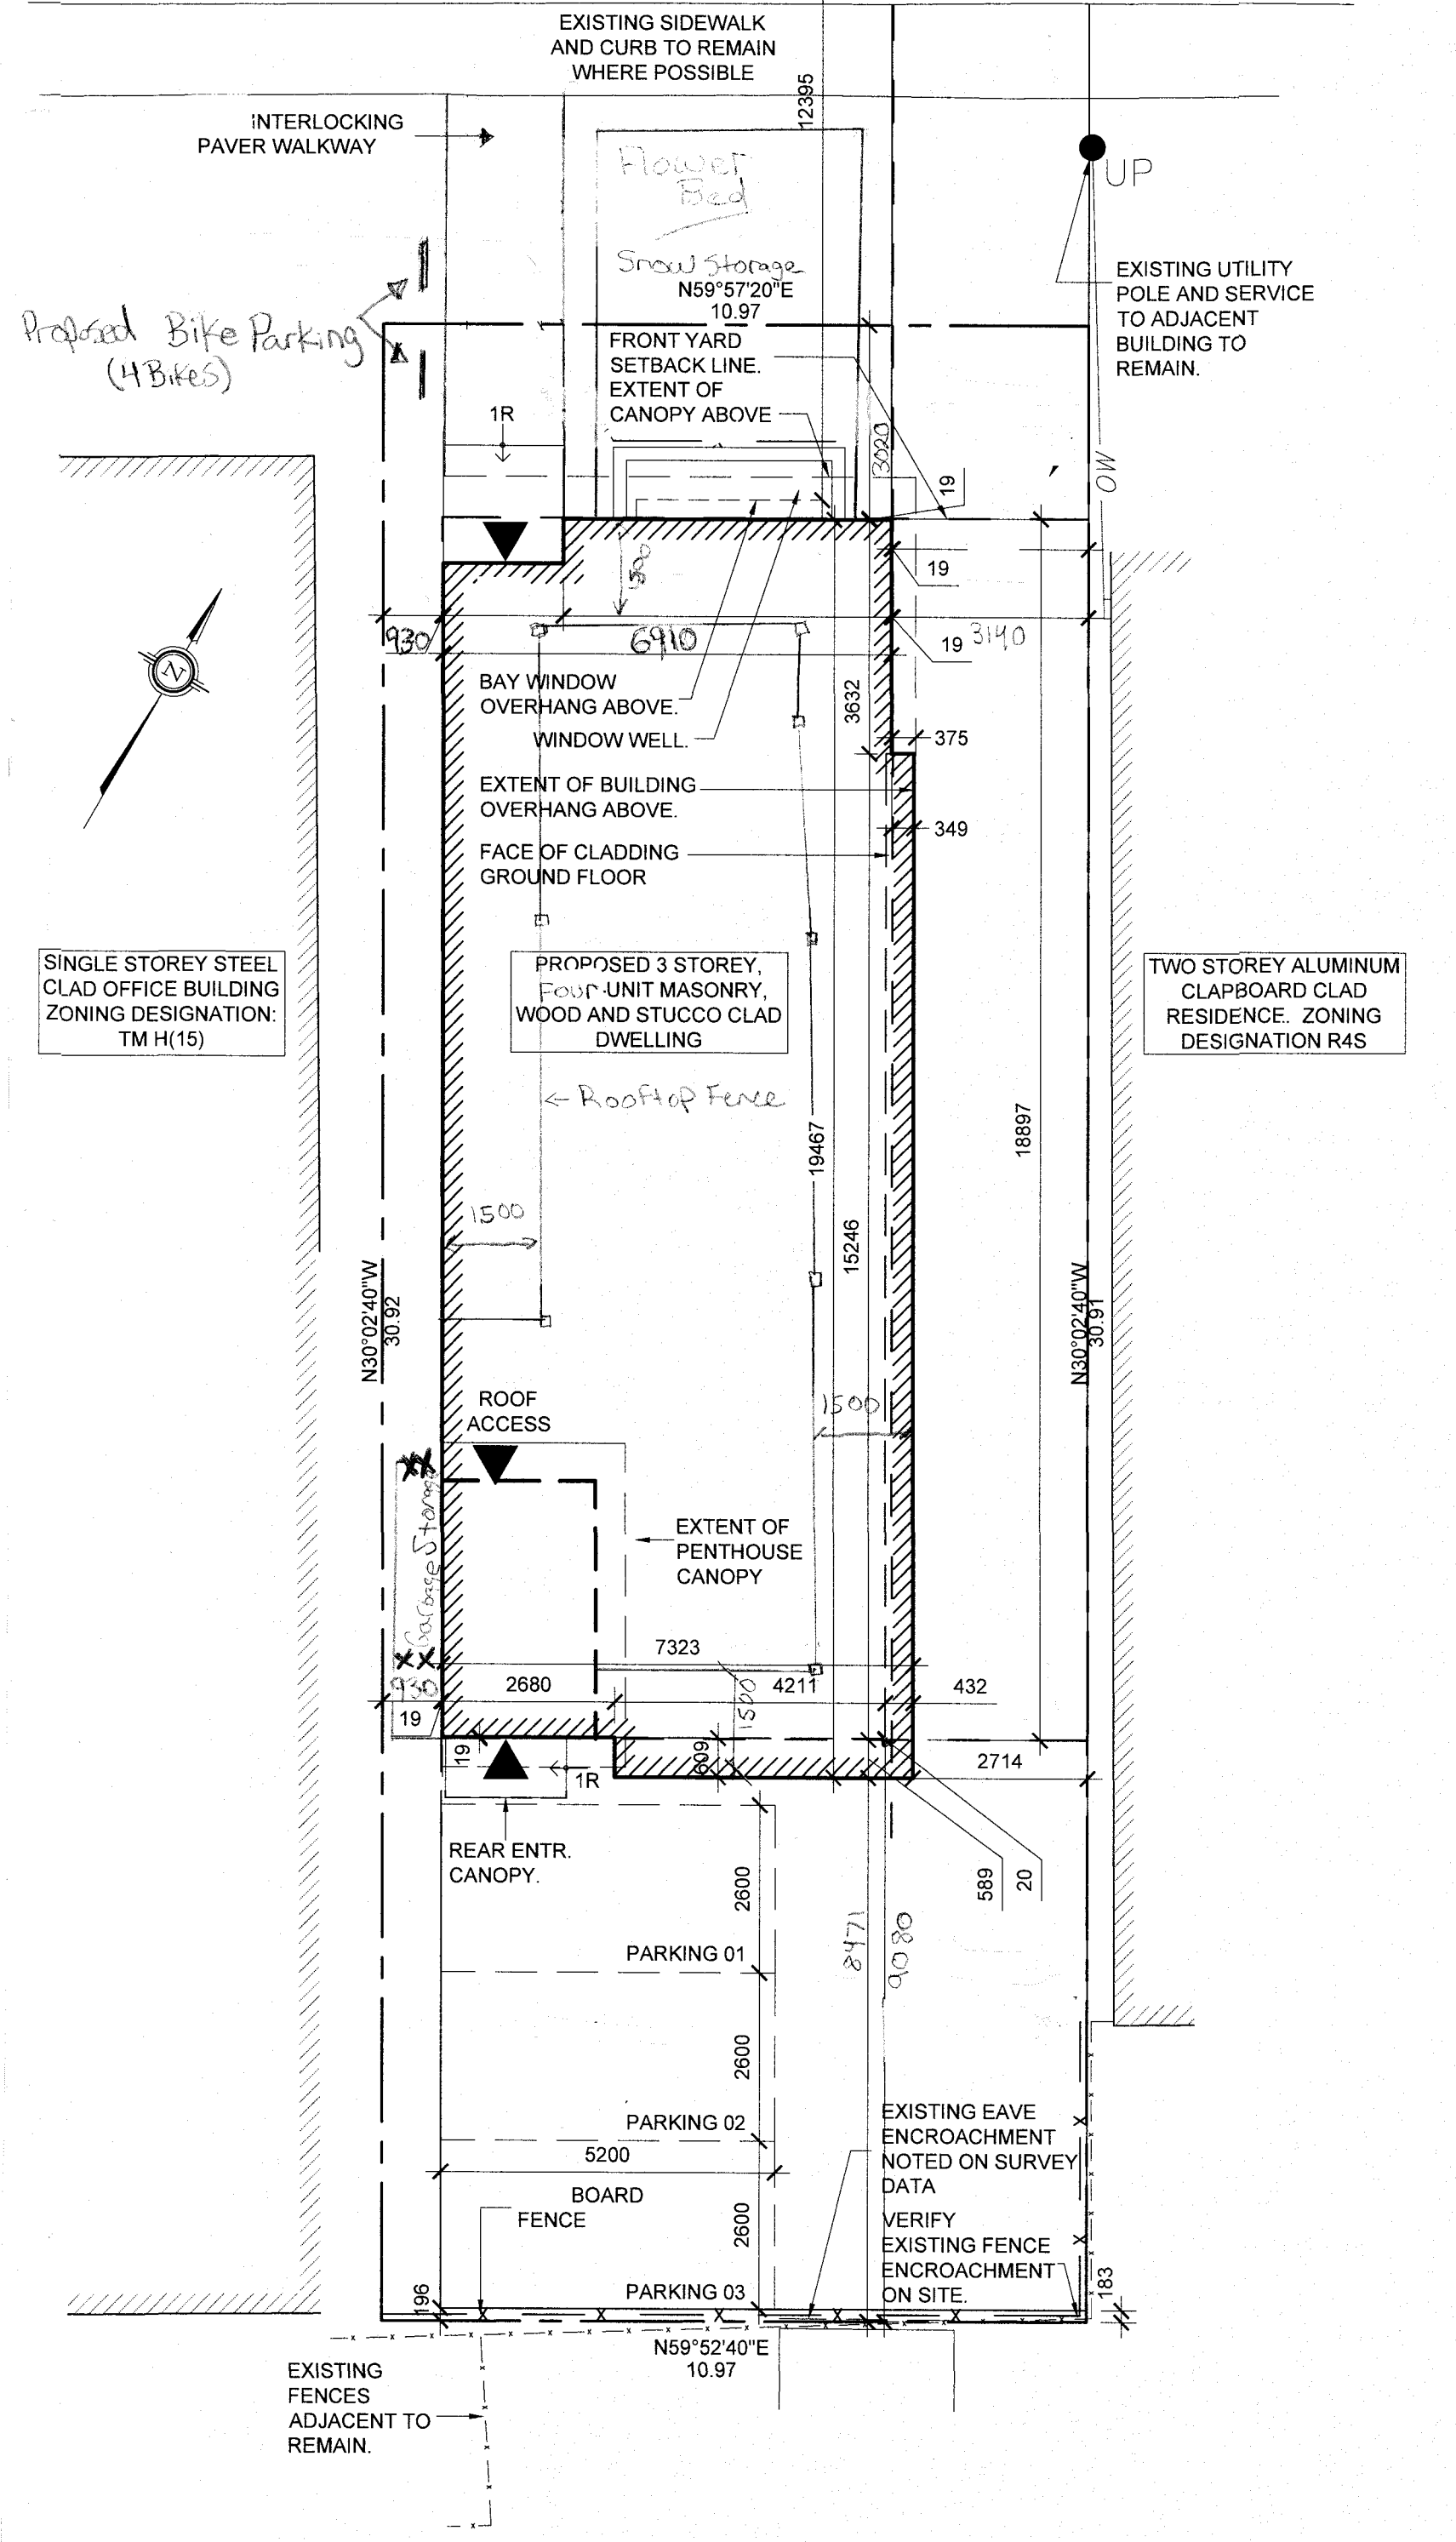 EXISTING SIDEWALK
AND CURB TO REMAIN
WHERE POSSIBLE
12395
INTERLOCKING
PAVER WALKWAY
Flower
Bed
UP
Snow Storage
N59°57'20"E
10.97
EXISTING UTILITY
POLE AND SERVICE
TO ADJACENT
BUILDING TO
REMAIN.
Proposed Bike Parking
(4 Bikes)
FRONT YARD
SETBACK LINE.
EXTENT OF
CANOPY ABOVE
1R
3020
19
OW
1500
19
N
930
6910
19
3140
BAY WINDOW
OVERHANG ABOVE.
WINDOW WELL.
3632
375
EXTENT OF BUILDING
OVERHANG ABOVE.
349
FACE OF CLADDING
GROUND FLOOR
SINGLE STOREY STEEL
CLAD OFFICE BUILDING
ZONING DESIGNATION:
TM H(15)
PROPOSED 3 STOREY,
Four-UNIT MASONRY,
WOOD AND STUCCO CLAD
DWELLING
TWO STOREY ALUMINUM
CLAPBOARD CLAD
RESIDENCE. ZONING
DESIGNATION R4S
← Rooftop Fence
19467
18897
1500
15246
N30°02'40"W
30.92
N30°02'40"W
30.91
ROOF
ACCESS
1500
Garbage Storage
EXTENT OF
PENTHOUSE
CANOPY
7323
930
2680
1500
4211
432
19
19
609
1R
2714
REAR ENTR.
CANOPY.
589
20
2600
8471
9080
PARKING 01
2600
PARKING 02
5200
EXISTING EAVE
ENCROACHMENT
NOTED ON SURVEY
DATA
BOARD
FENCE
2600
VERIFY
EXISTING FENCE
ENCROACHMENT
ON SITE.
196
PARKING 03
183
N59°52'40"E
10.97
EXISTING
FENCES
ADJACENT TO
REMAIN.